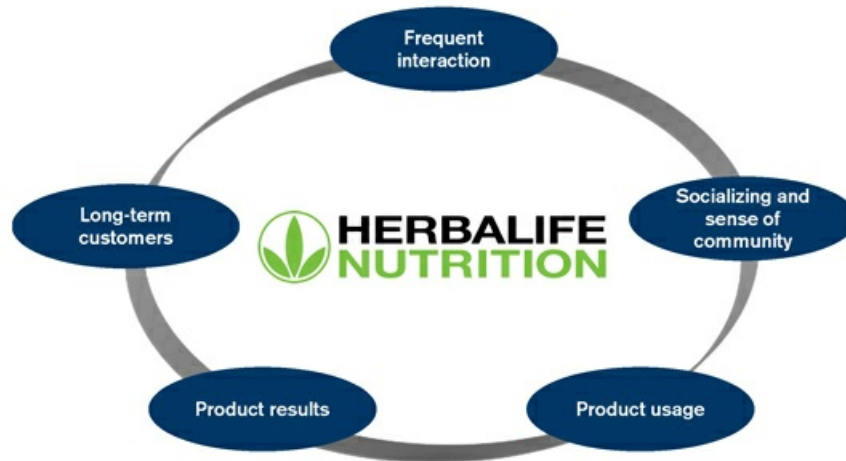 Frequent
interaction
Socializing and
sense of
community
Product usage
Product results
Long-term
customers
HERBALIFE
NUTRITION